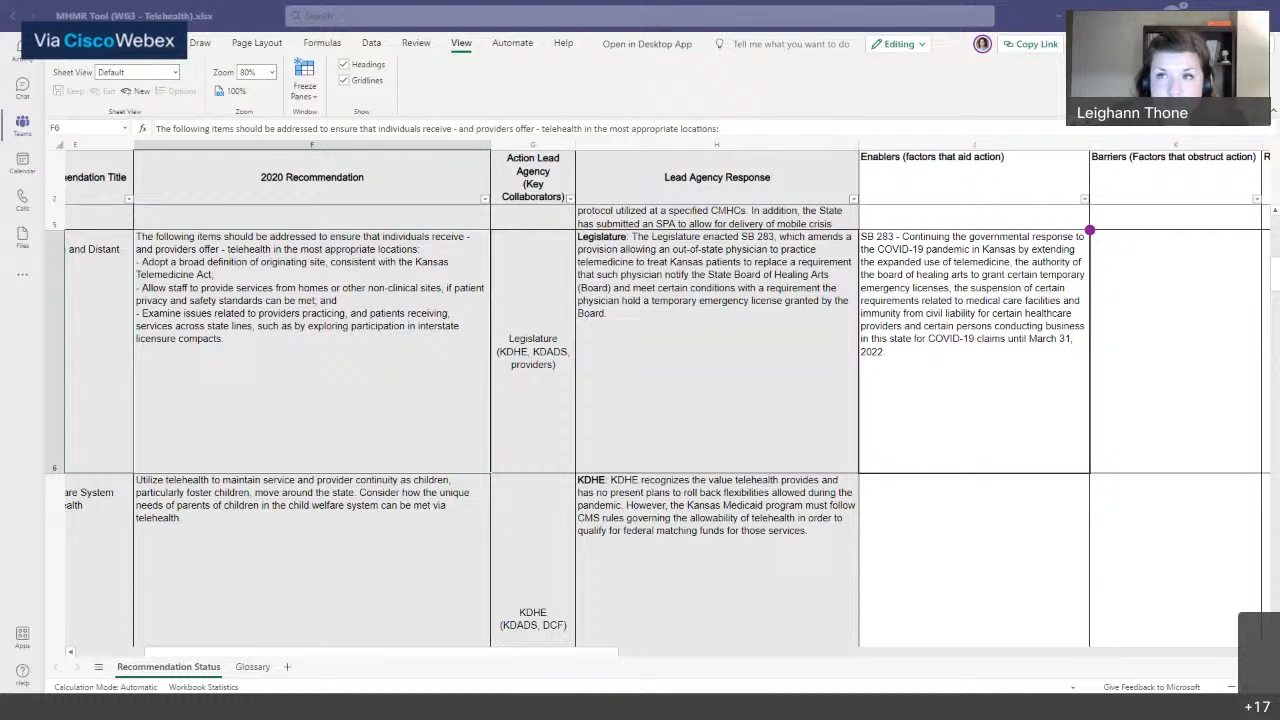 MHMR Tool (WG3 - Telehealth).xlsx
Search
Via CiscoWebex
Draw
Page Layout
Formulas
Data
Review
View
Automate
Help
Open in Desktop App
Tell me what you want to do
Editing
Copy Link
Sheet View
Default
Keep
Exit
New
Options
Sheet View
Zoom
80%
100%
Zoom
Freeze
Panes
Window
Headings
Gridlines
Show
Leighann Thone
Chat
Teams
Calendar
Calls
Files
Apps
Help
F6
fx
The following items should be addressed to ensure that individuals receive - and providers offer - telehealth in the most appropriate locations:
E
F
G
H
J
K
endation Title
2020 Recommendation
Action Lead
Agency
(Key
Collaborators)
Lead Agency Response
Enablers (factors that aid action)
Barriers (Factors that obstruct action)
R
2
5
protocol utilized at a specified CMHCs. In addition, the State
has submitted an SPA to allow for delivery of mobile crisis
6
and Distant
The following items should be addressed to ensure that individuals receive -
and providers offer - telehealth in the most appropriate locations:
- Adopt a broad definition of originating site, consistent with the Kansas
Telemedicine Act;
- Allow staff to provide services from homes or other non-clinical sites, if patient
privacy and safety standards can be met; and
- Examine issues related to providers practicing, and patients receiving,
services across state lines, such as by exploring participation in interstate
licensure compacts.
Legislature
(KDHE, KDADS,
providers)
Legislature: The Legislature enacted SB 283, which amends a
provision allowing an out-of-state physician to practice
telemedicine to treat Kansas patients to replace a requirement
that such physician notify the State Board of Healing Arts
(Board) and meet certain conditions with a requirement the
physician hold a temporary emergency license granted by the
Board.
SB 283 - Continuing the governmental response to
the COVID-19 pandemic in Kansas by extending
the expanded use of telemedicine, the authority of
the board of healing arts to grant certain temporary
emergency licenses, the suspension of certain
requirements related to medical care facilities and
immunity from civil liability for certain healthcare
providers and certain persons conducting business
in this state for COVID-19 claims until March 31,
2022.
are System
ealth
Utilize telehealth to maintain service and provider continuity as children,
particularly foster children, move around the state. Consider how the unique
needs of parents of children in the child welfare system can be met via
telehealth.
KDHE
(KDADS, DCF)
KDHE: KDHE recognizes the value telehealth provides and
has no present plans to roll back flexibilities allowed during the
pandemic. However, the Kansas Medicaid program must follow
CMS rules governing the allowability of telehealth in order to
qualify for federal matching funds for those services.
Recommendation Status
Glossary
Calculation Mode: Automatic
Workbook Statistics
Give Feedback to Microsoft
+17